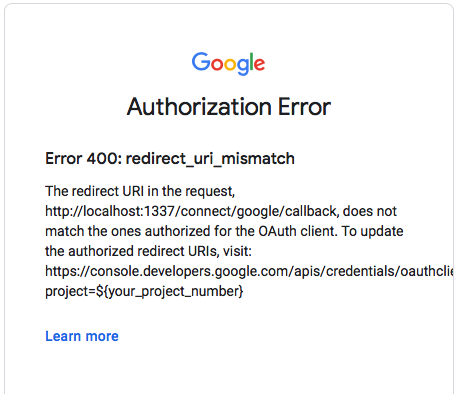 Google
Authorization Error
Error 400: redirect_uri_mismatch
The redirect URI in the request,
http://localhost:1337/connect/google/callback, does not
match the ones authorized for the OAuth client. To update
the authorized redirect URIs, visit:
https://console.developers.google.com/apis/credentials/oauthclie
project=${your_project_number}
Learn more